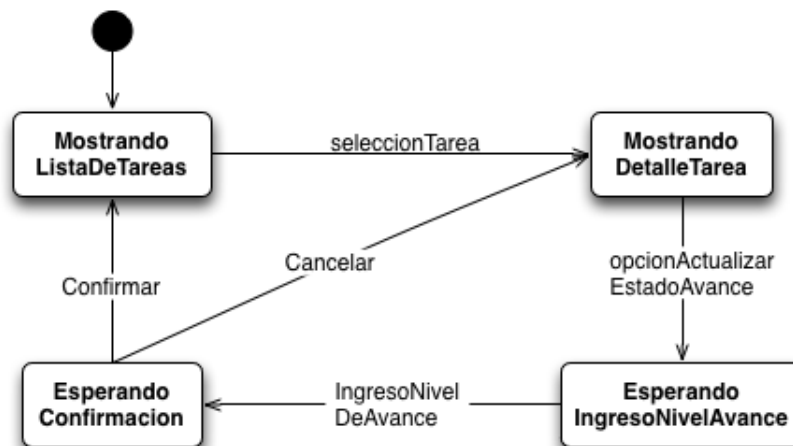 Mostrando
ListaDeTareas
seleccionTarea
Mostrando
DetalleTarea
Cancelar
Confirmar
opcionActualizar
EstadoAvance
Esperando
Confirmacion
IngresoNivel
DeAvance
Esperando
IngresoNivelAvance